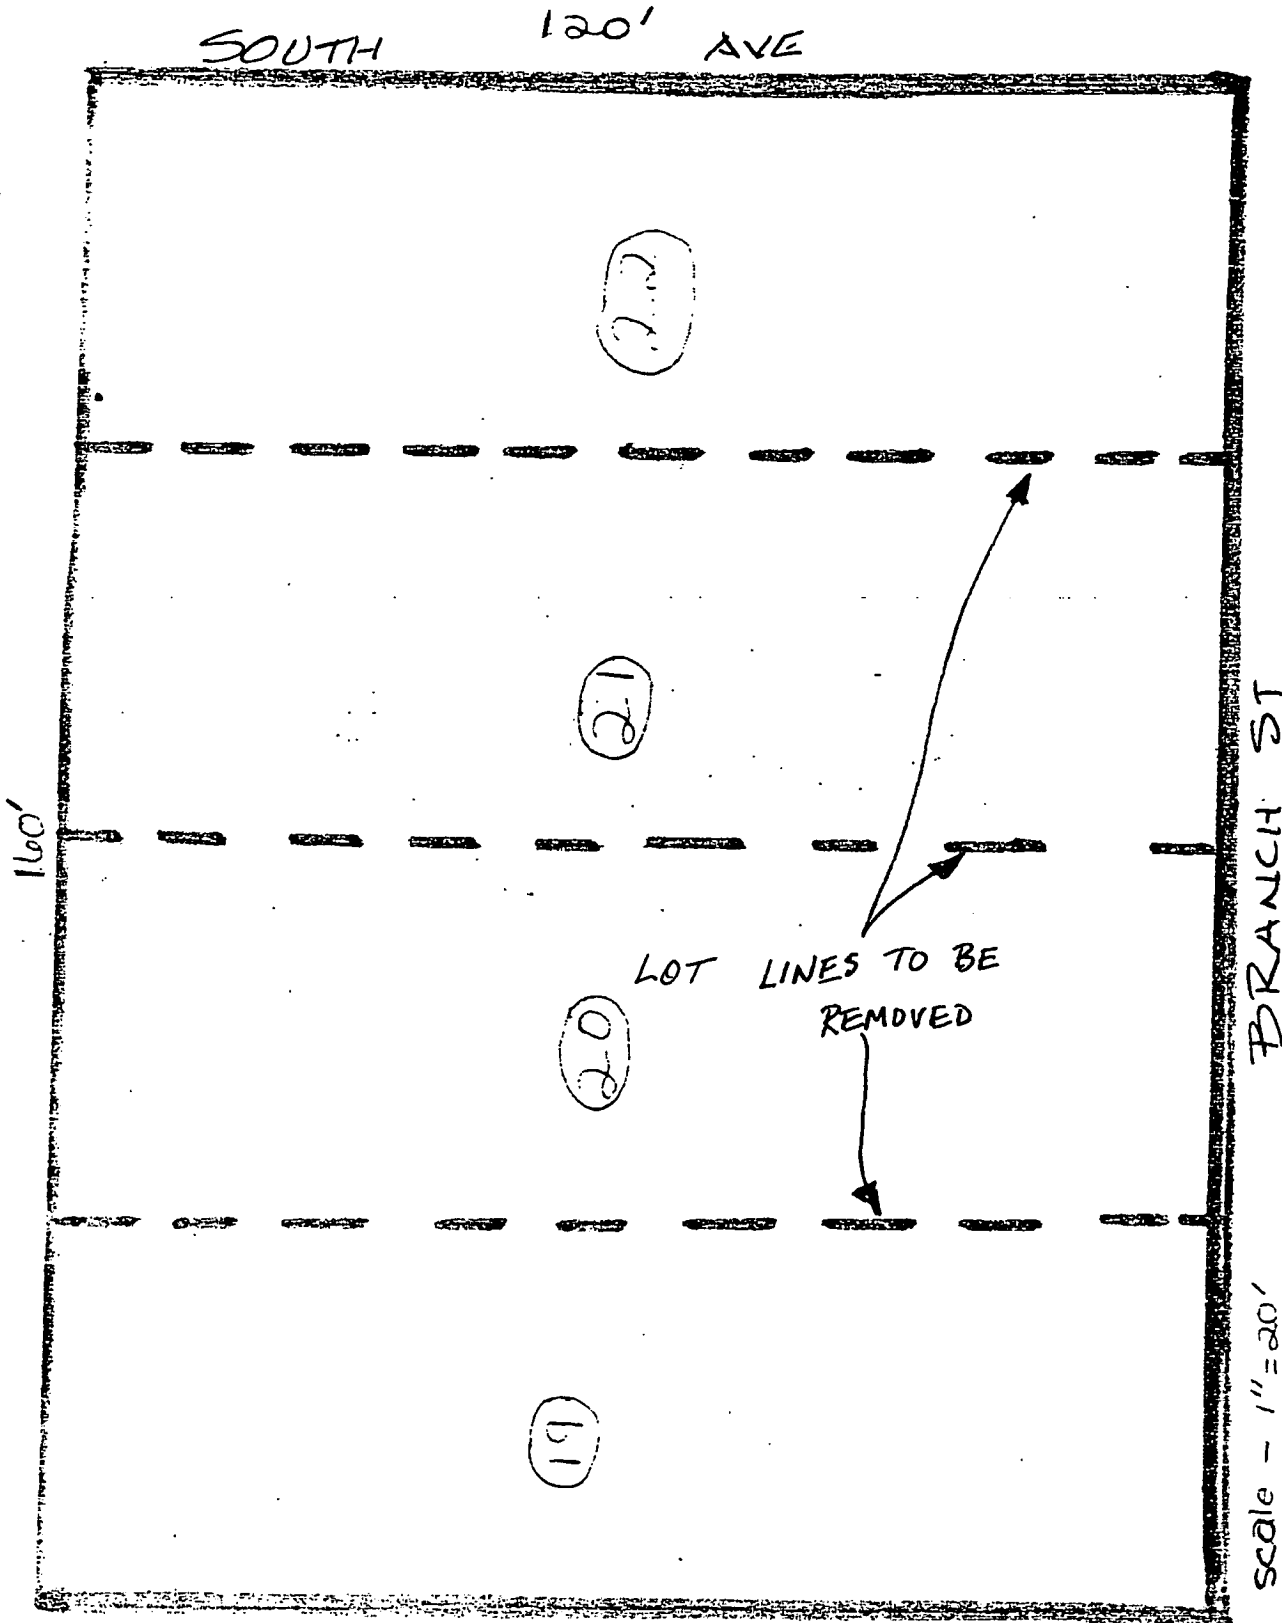 120'
SOUTH AVE
22
21
160'
BRANCH ST
LOT LINES TO BE
REMOVED
20
19
scale - 1"=20'